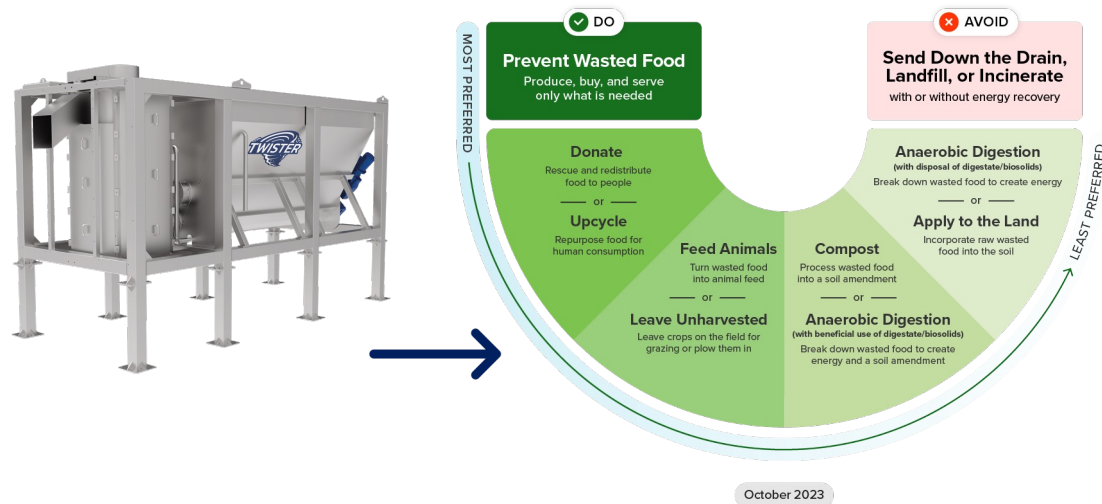 TWISTER
MOST PREFERRED
DO
Prevent Wasted Food
Produce, buy, and serve
only what is needed
AVOID
Send Down the Drain,
Landfill, or Incinerate
with or without energy recovery
Donate
Rescue and redistribute
food to people
or
Upcycle
Repurpose food for
human consumption
Feed Animals
Turn wasted food
into animal feed
or
Leave Unharvested
Leave crops on the field for
grazing or plow them in
Compost
Process wasted food
into a soil amendment
or
Anaerobic Digestion
(with beneficial use of digestate/biosolids)
Break down wasted food to create
energy and a soil amendment
Anaerobic Digestion
(with disposal of digestate/biosolids)
Break down wasted food to create energy
or
Apply to the Land
Incorporate raw wasted
food into the soil
LEAST PREFERRED
October 2023